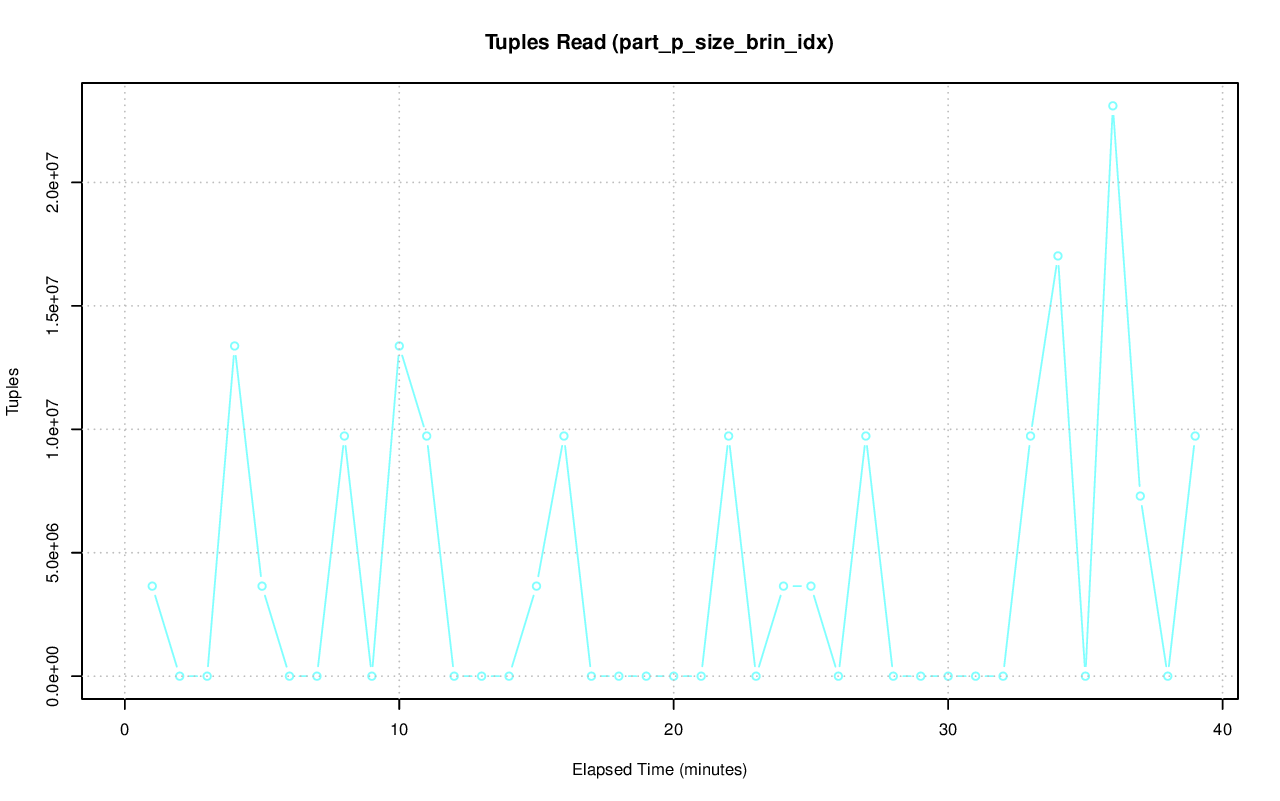 Tuples Read (part_p_size_brin_idx)
Tuples
2.0e+07
1.5e+07
1.0e+07
5.0e+06
0.0e+00
0 10 20 30 40
Elapsed Time (minutes)